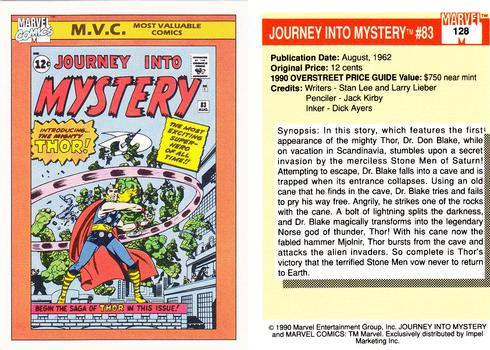 MARVEL
COMICS
M.V.C.
MOST VALUABLE
COMICS
12¢
JOURNEY INTO
MYSTERY
83
AUG.
INTRODUCING...
THE MIGHTY
THOR!
THE MOST
EXCITING
SUPER-
HERO OF
ALL TIME!!
BEGIN THE SAGA OF THOR IN THIS ISSUE!
JOURNEY INTO MYSTERY™ #83
MARVEL™
128
Publication Date: August, 1962
Original Price: 12 cents
1990 OVERSTREET PRICE GUIDE Value: $750 near mint
Credits: Writers - Stan Lee and Larry Lieber
Penciler - Jack Kirby
Inker - Dick Ayers
Synopsis: In this story, which features the first
appearance of the mighty Thor, Dr. Don Blake, while
on vacation in Scandinavia, stumbles upon a secret
invasion by the merciless Stone Men of Saturn!
Attempting to escape, Dr. Blake falls into a cave and is
trapped when its entrance collapses. Using an old
cane that he finds in the cave, Dr. Blake tries and fails
to pry his way free. Angrily, he strikes one of the rocks
with the cane. A bolt of lightning splits the darkness,
and Dr. Blake magically transforms into the legendary
Norse god of thunder, Thor! With his cane now the
fabled hammer Mjolnir, Thor bursts from the cave and
attacks the alien invaders. So complete is Thor's
victory that the terrified Stone Men vow never to return
to Earth.
© 1990 Marvel Entertainment Group, Inc. JOURNEY INTO MYSTERY
and MARVEL COMICS: TM Marvel. Exclusively distributed by Impel
Marketing Inc.